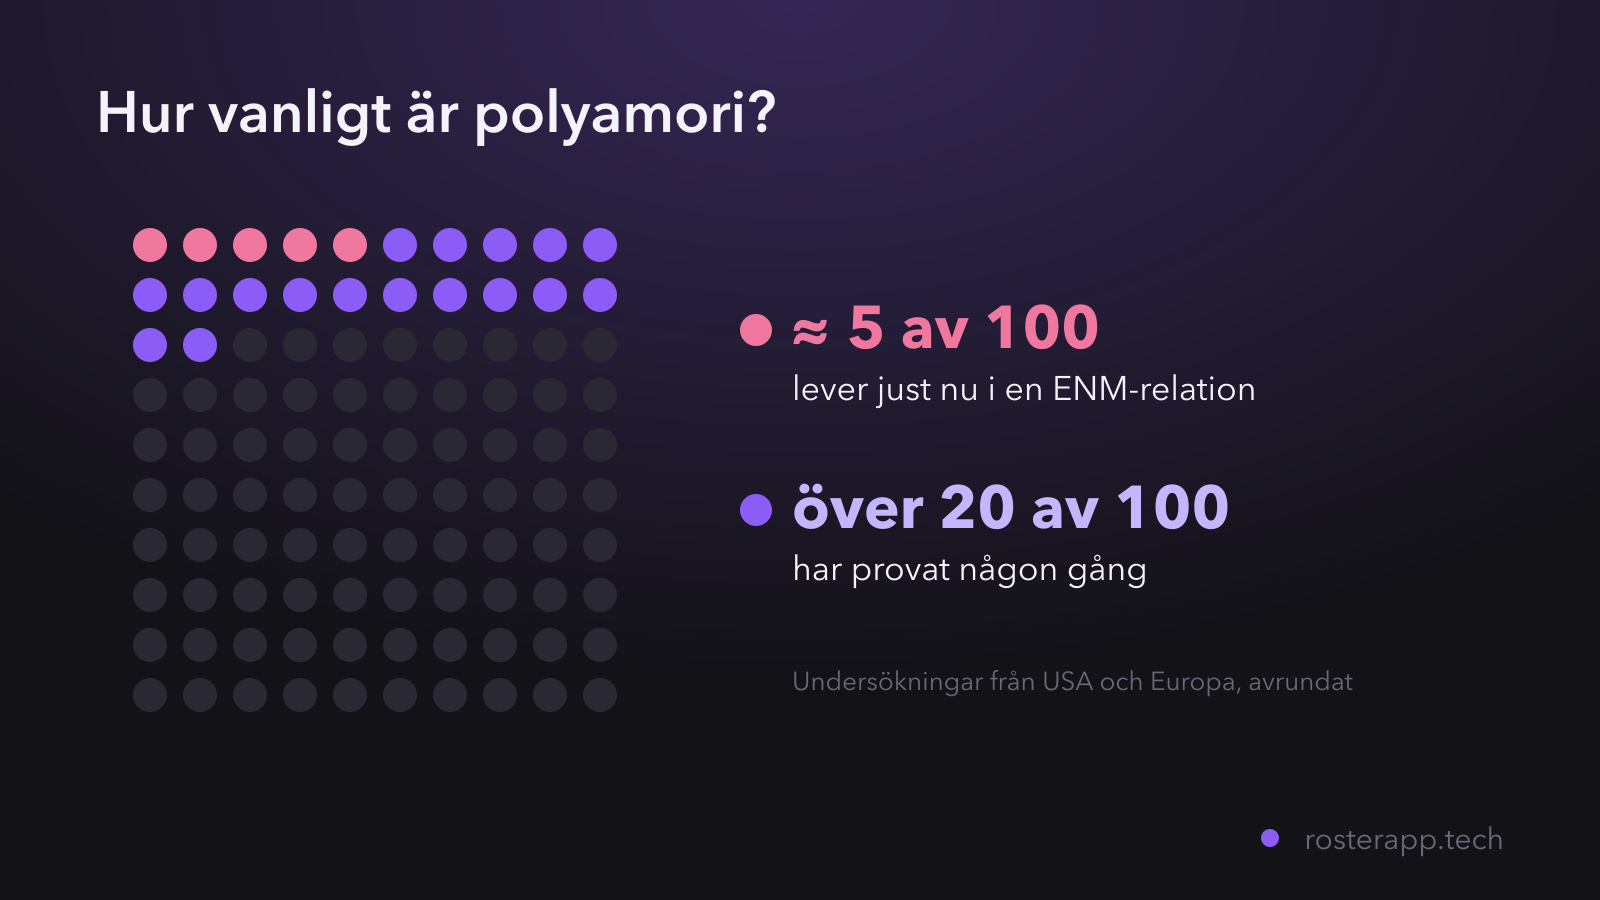 Hur vanligt är polyamori?
≈ 5 av 100
lever just nu i en ENM-relation
över 20 av 100
har provat någon gång
Undersökningar från USA och Europa, avrundat
rosterapp.tech